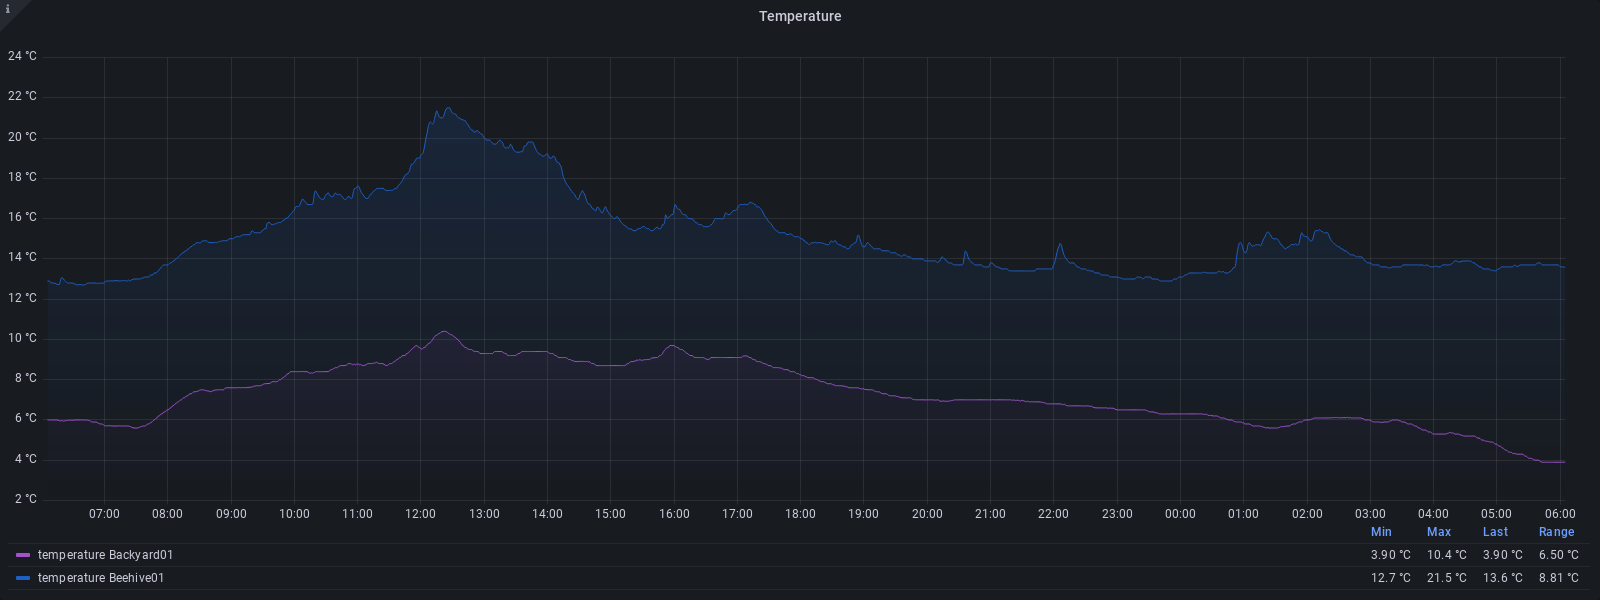 i
Temperature
24 °C
22 °C
20 °C
18 °C
16 °C
14 °C
12 °C
10 °C
8 °C
6 °C
4 °C
2 °C
07:00 08:00 09:00 10:00 11:00 12:00 13:00 14:00 15:00 16:00 17:00 18:00 19:00 20:00 21:00 22:00 23:00 00:00 01:00 02:00 03:00 04:00 05:00 06:00
Min Max Last Range
temperature Backyard01 3.90 °C 10.4 °C 3.90 °C 6.50 °C
temperature Beehive01 12.7 °C 21.5 °C 13.6 °C 8.81 °C